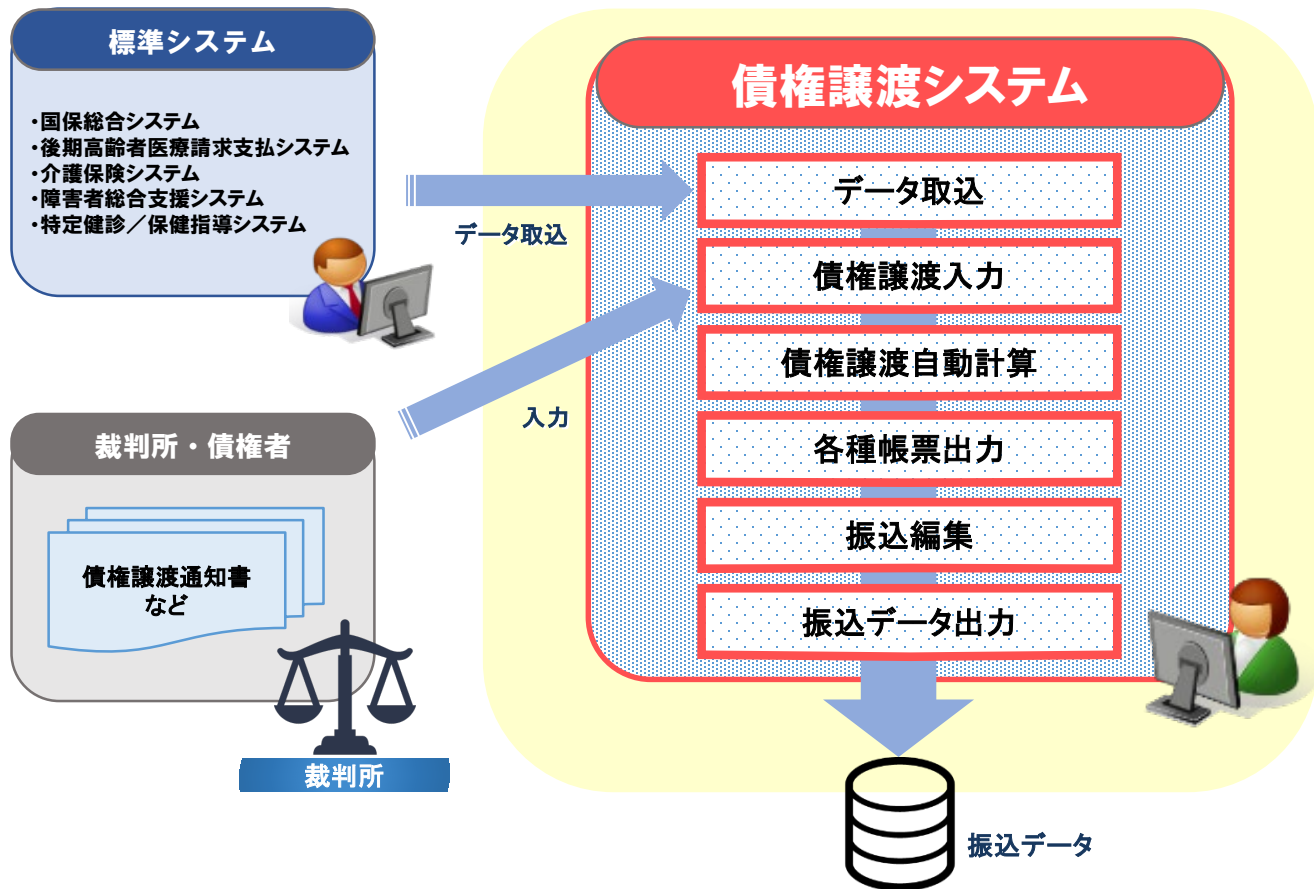 標準システム
・国保総合システム
・後期高齢者医療請求支払システム
・介護保険システム
・障害者総合支援システム
・特定健診／保健指導システム
データ取込
入力
裁判所・債権者
債権譲渡通知書
など
裁判所
債権譲渡システム
データ取込
債権譲渡入力
債権譲渡自動計算
各種帳票出力
振込編集
振込データ出力
振込データ